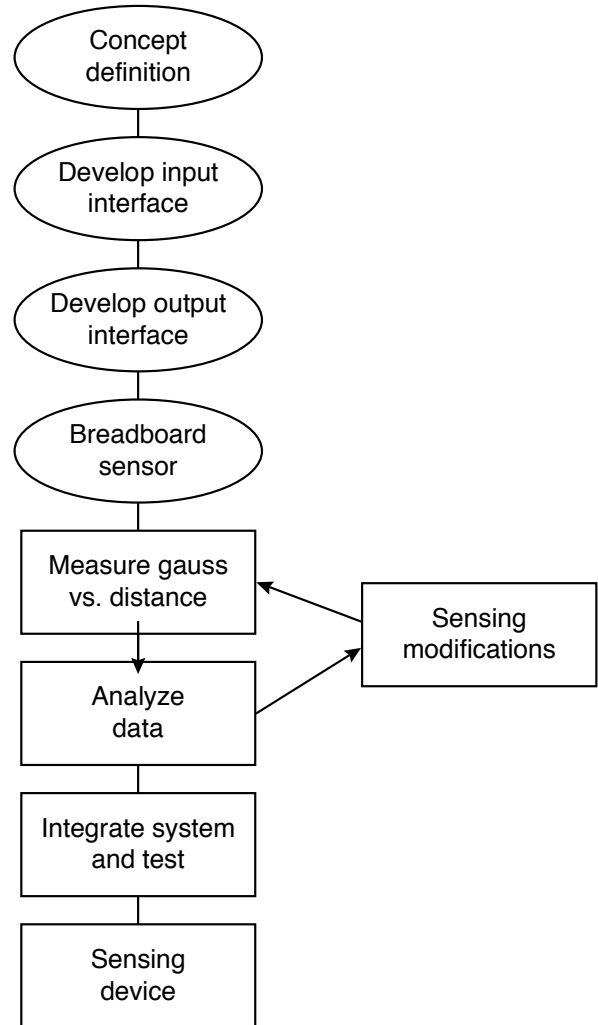 Concept
definition
Develop input
interface
Develop output
interface
Breadboard
sensor
Measure gauss
vs. distance
Sensing
modifications
Analyze
data
Integrate system
and test
Sensing
device